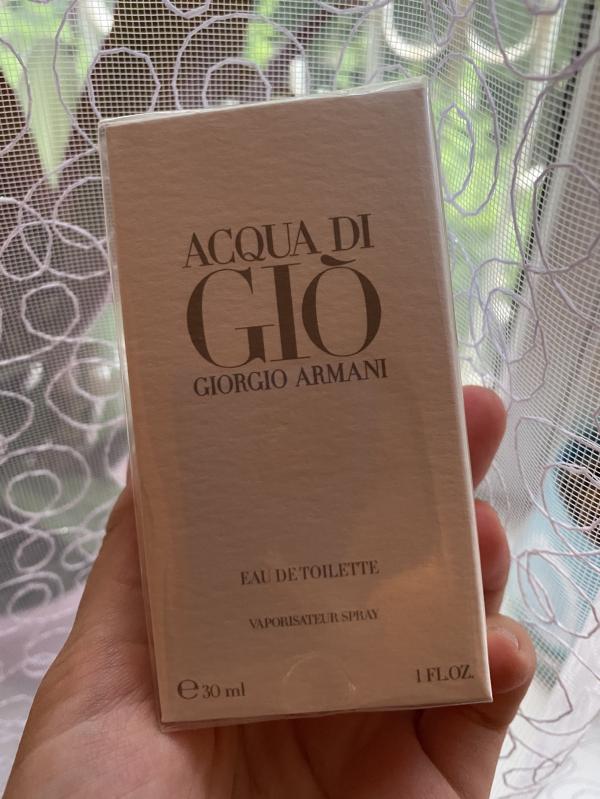 ACQUA DI
GIÒ
GIORGIO ARMANI
EAU DE TOILETTE
VAPORISATEUR SPRAY
℮ 30 ml
1 FL.OZ.